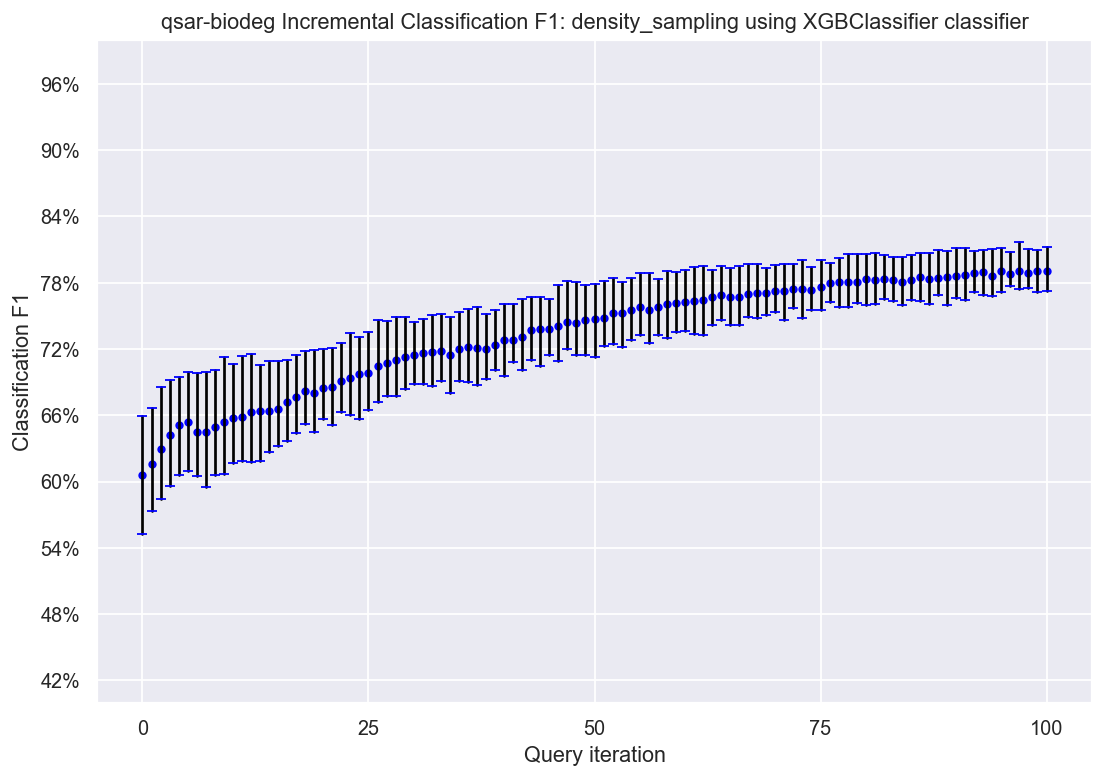 qsar-biodeg Incremental Classification F1: density_sampling using XGBClassifier classifier
96%
90%
84%
78%
72%
66%
60%
54%
48%
42%
Classification F1
0 25 50 75 100
Query iteration